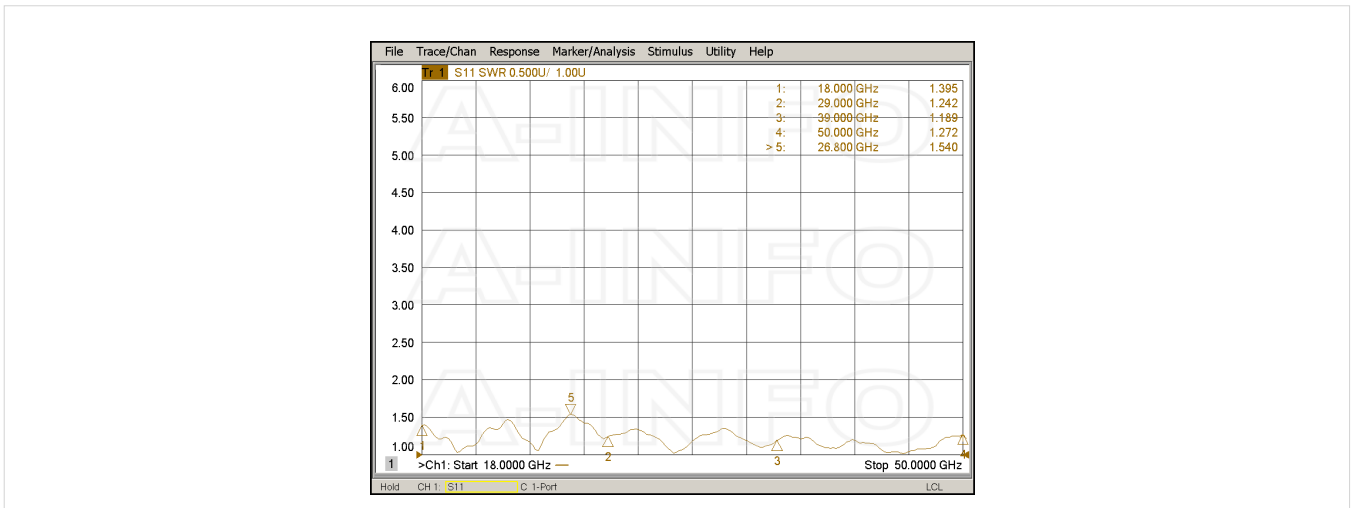 File Trace/Chan Response Marker/Analysis Stimulus Utility Help
Tr 1 S11 SWR 0.500U/ 1.00U
6.00
5.50
5.00
4.50
4.00
3.50
3.00
2.50
2.00
1.50
1.00
1: 18.000 GHz 1.395
2: 29.000 GHz 1.242
3: 39.000 GHz 1.189
4: 50.000 GHz 1.272
> 5: 26.800 GHz 1.540
A-INFO
A-INFO
A-INFO
5
1
2
3
4
1 >Ch1: Start 18.0000 GHz — Stop 50.0000 GHz
Hold CH 1: S11 C 1-Port LCL